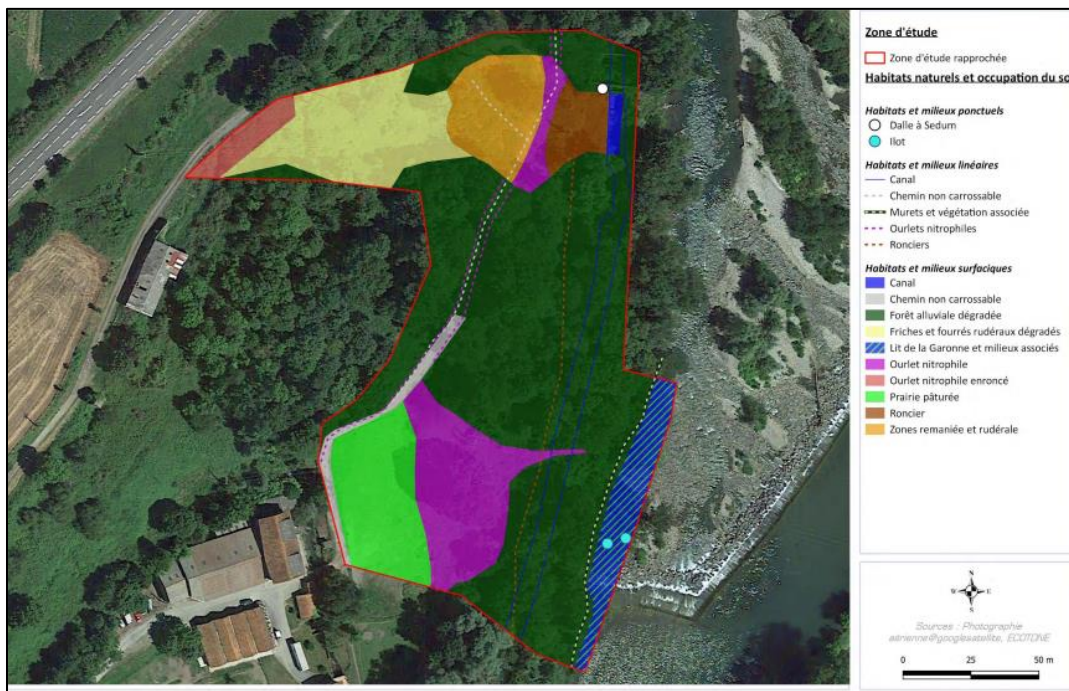 Zone d'étude
Zone d'étude rapprochée
Habitats naturels et occupation du so
Habitats et milieux ponctuels
Dalle à Sedum
Ilot
Habitats et milieux linéaires
Canal
Chemin non carrossable
Murets et végétation associée
Ourlets nitrophiles
Ronciers
Habitats et milieux surfaciques
Canal
Chemin non carrossable
Forêt alluviale dégradée
Friches et fourrés rudéraux dégradés
Lit de la Garonne et milieux associés
Ourlet nitrophile
Ourlet nitrophile enroncé
Prairie pâturée
Roncier
Zones remaniée et rudérale
N
W E
S
Sources : Photographie
aérienne@googlesatellite, ECOTONE
0 25 50 m